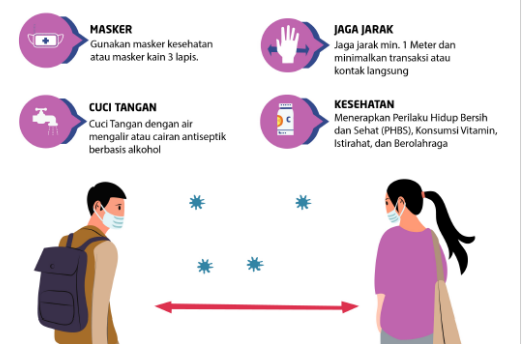 MASKER
Gunakan masker kesehatan
atau masker kain 3 lapis.
JAGA JARAK
Jaga jarak min. 1 Meter dan
minimalkan transaksi atau
kontak langsung
CUCI TANGAN
Cuci Tangan dengan air
mengalir atau cairan antiseptik
berbasis alkohol
KESEHATAN
Menerapkan Perilaku Hidup Bersih
dan Sehat (PHBS), Konsumsi Vitamin,
Istirahat, dan Berolahraga
C